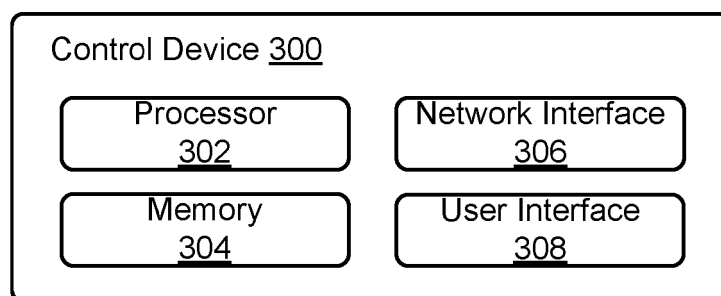 Control Device 300
Processor
302
Network Interface
306
Memory
304
User Interface
308